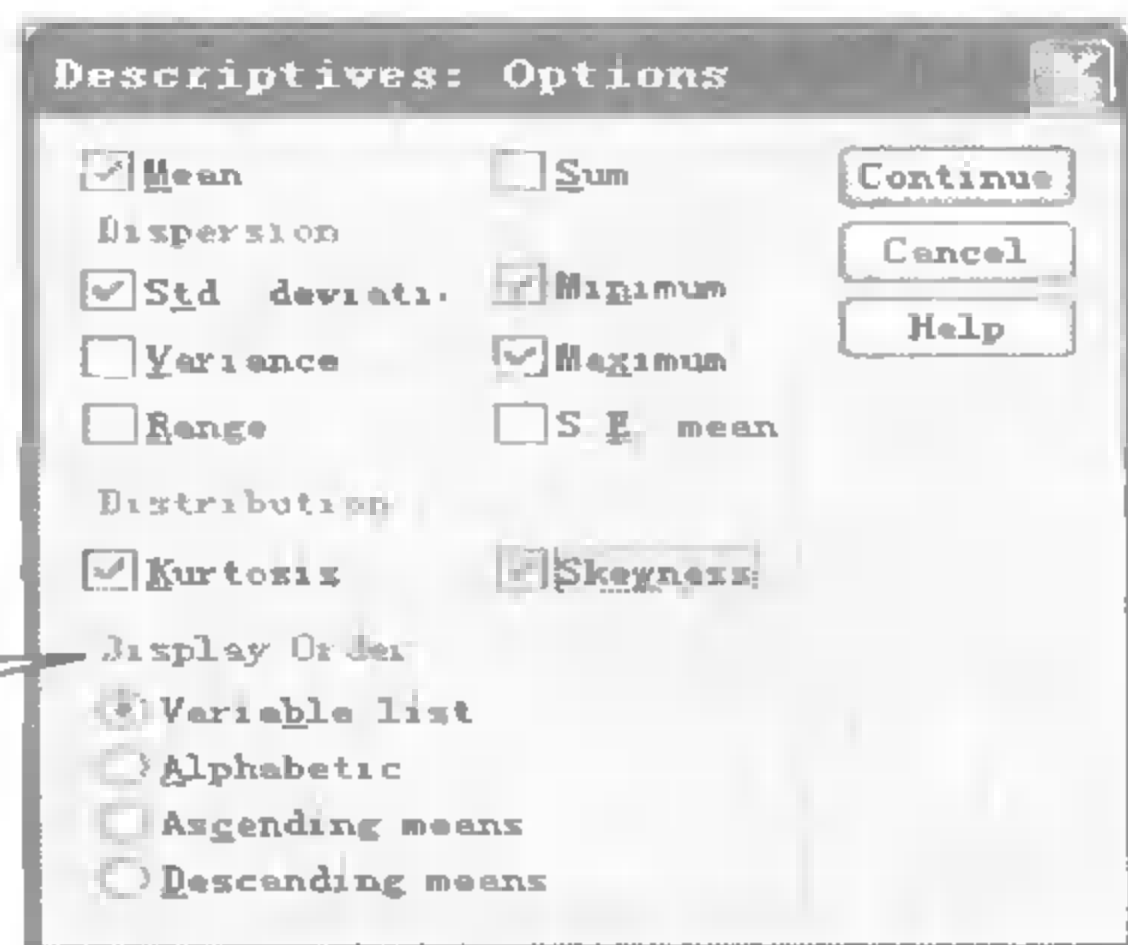 Descriptives: Options
Mean
Sum
Continue
Dispersion
Cancel
Std deviati.
Minimum
Help
Variance
Maximum
Range
S E. mean
Distribution
Kurtosis
Skewness
Display Order
Variable list
Alphabetic
Ascending means
Descending means